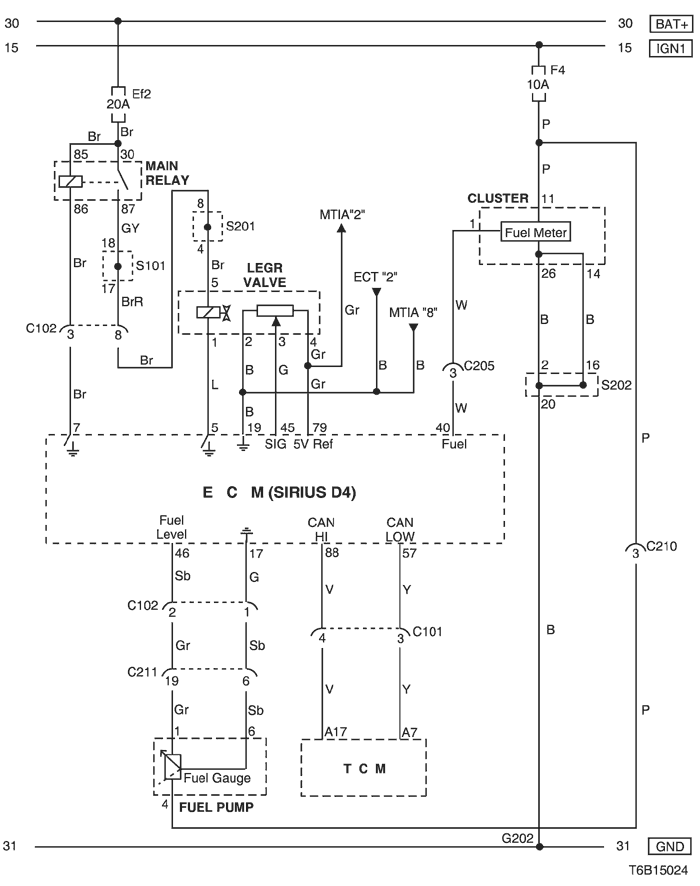 30 30 BAT+
15 15 IGN1
Ef2
20A
F4
10A
Br Br P
85 30
MAIN
RELAY
P
86 87
8
S201
4
MTIA"2"
CLUSTER 11
1 Fuel Meter
GY
18
S101
17
Br
5
LEGR
VALVE
ECT "2"
26 14
Br
BrR
MTIA "8"
Gr
W
B B
C102 3 8
1 2 3 4
Br
Gr
B G Gr B B
C205
3
2 16
S202
20
Br
L
B
W
7 5 19 45 79 40
SIG 5V Ref Fuel
P
E C M (SIRIUS D4)
Fuel
Level
CAN
HI
CAN
LOW
46 17 88 57
C210
3
Sb G V Y
C102 2 1
C101
4 3
B
Gr Sb
C211
19 6
V Y
Gr Sb
P
1 6 A17 A7
Fuel Gauge
T C M
4 FUEL PUMP
G202
31 31 GND
T6B15024